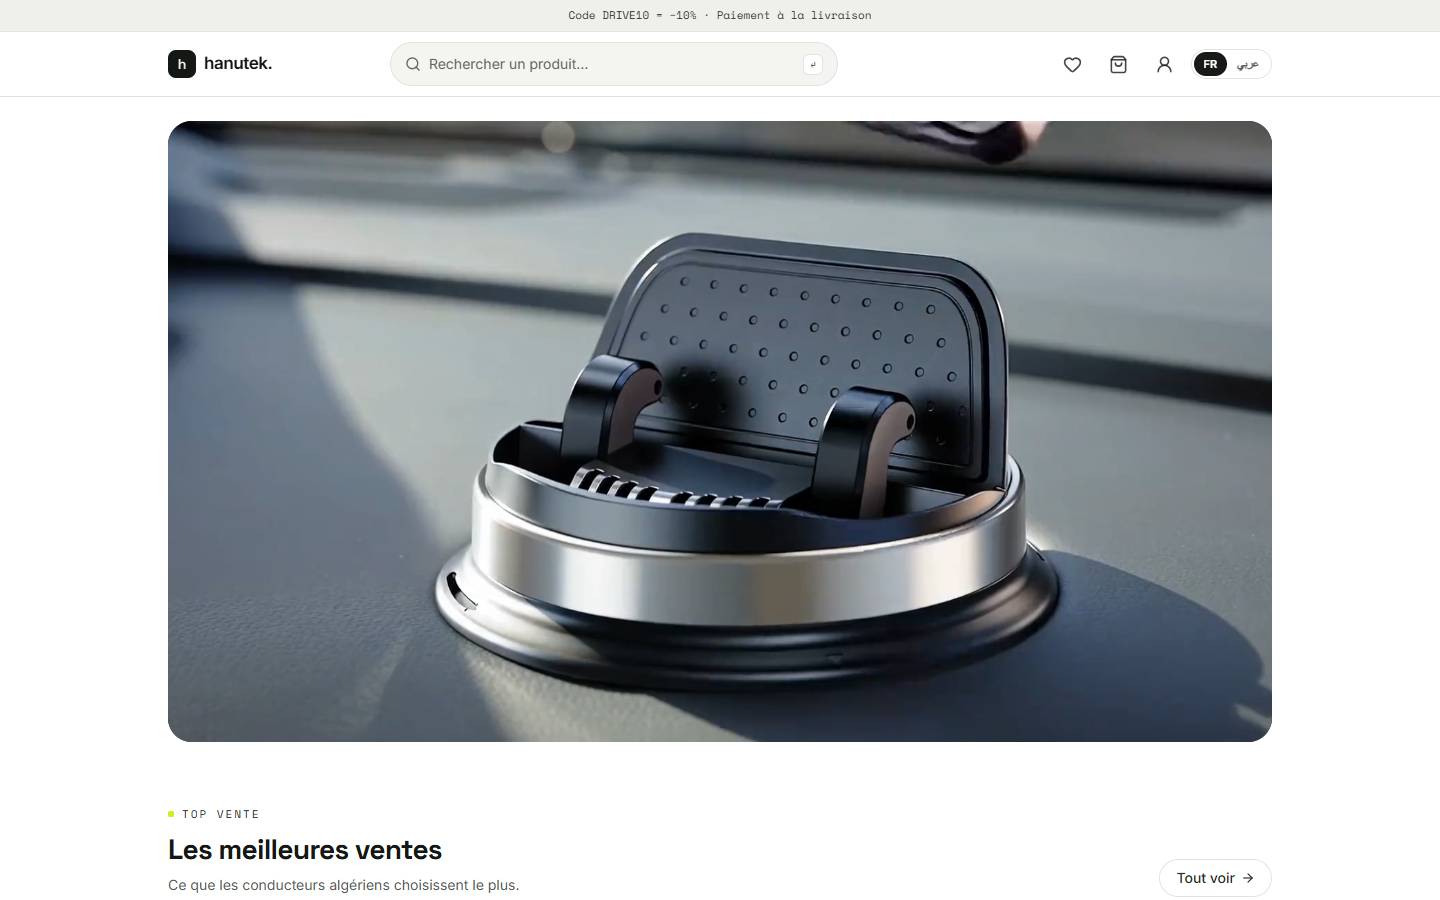 Code DRIVE10 = −10% · Paiement à la livraison
h
hanutek.
Rechercher un produit...
FR
عربي
TOP VENTE
Les meilleures ventes
Ce que les conducteurs algériens choisissent le plus.
Tout voir →